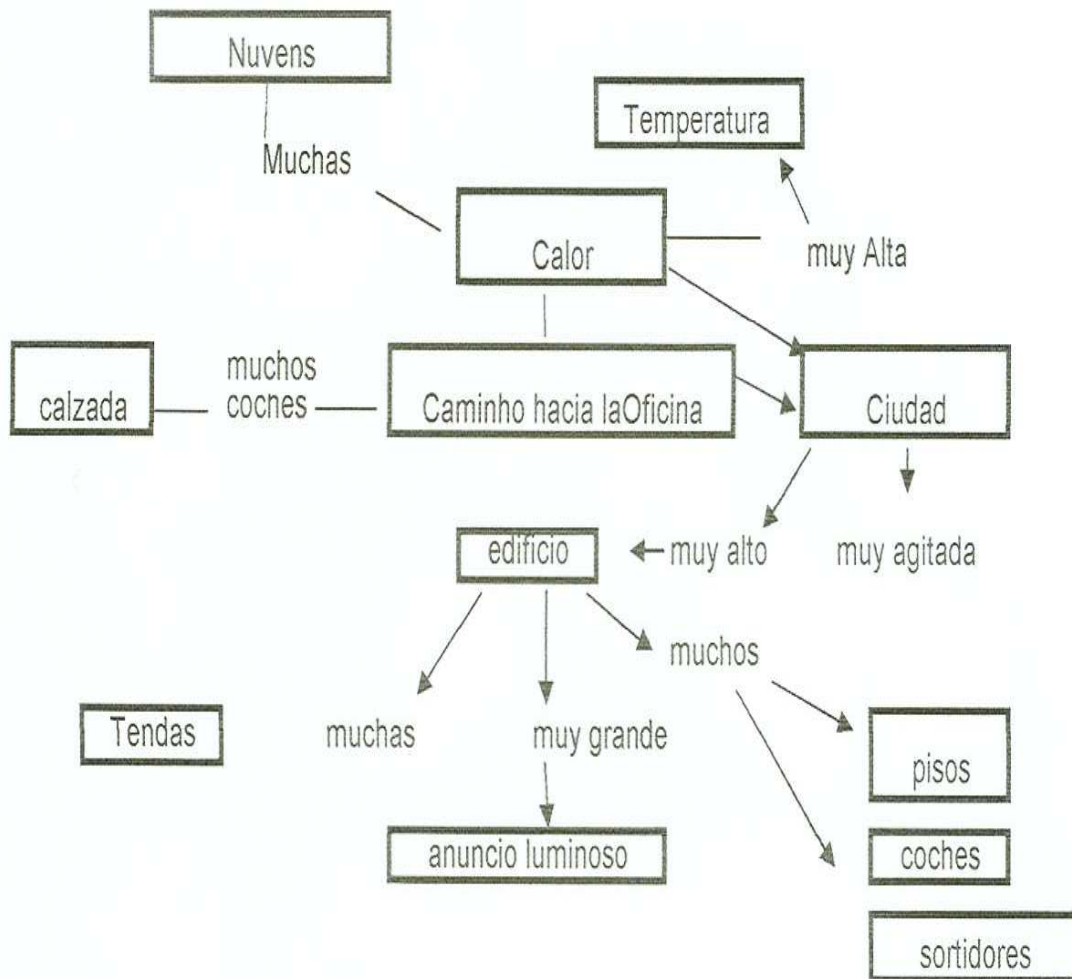 Nuvens
Temperatura
Muchas
Calor
muy Alta
muchos
coches
calzada
Caminho hacia laOficina
Ciudad
edificio
muy alto
muy agitada
muchos
Tendas
muchas
muy grande
pisos
anuncio luminoso
coches
sortidores